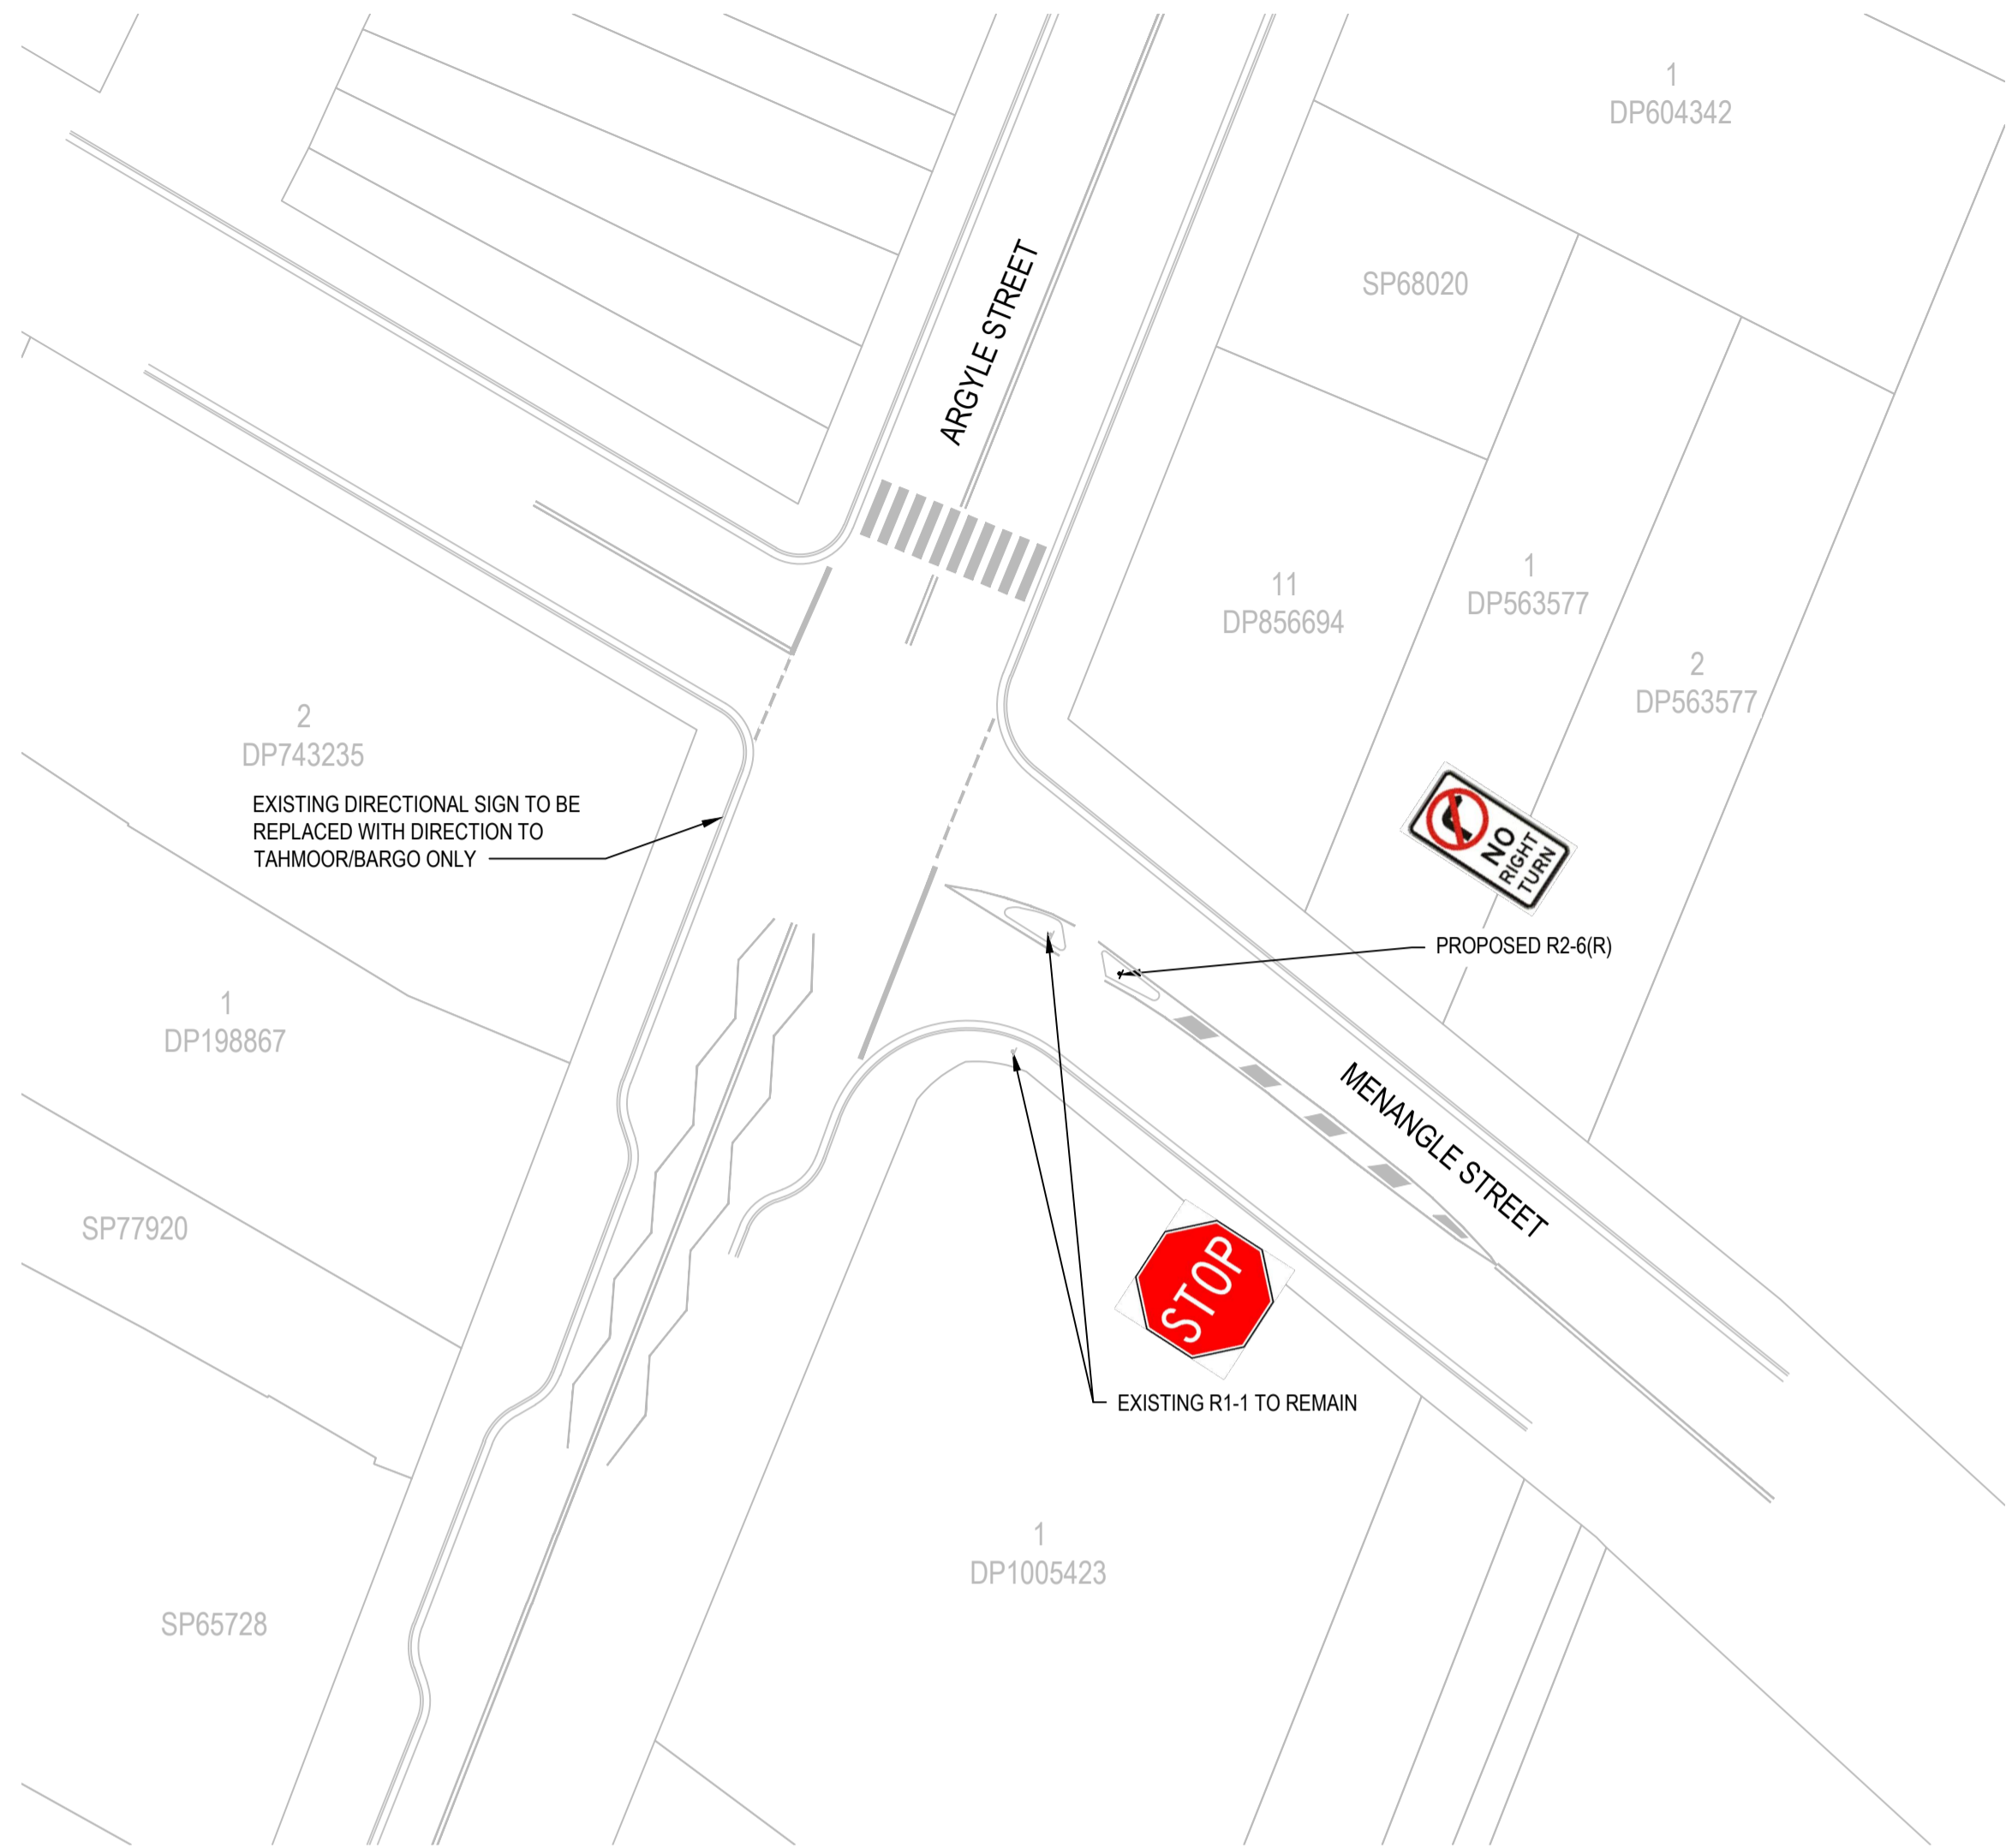 1
DP604342
ARGYLE STREET
SP68020
11
DP856694
1
DP563577
2
DP563577
2
DP743235
EXISTING DIRECTIONAL SIGN TO BE
REPLACED WITH DIRECTION TO
TAHMOOR/BARGO ONLY
NO
RIGHT
TURN
PROPOSED R2-6(R)
1
DP198867
MENANGLE STREET
SP77920
STOP
EXISTING R1-1 TO REMAIN
1
DP1005423
SP65728